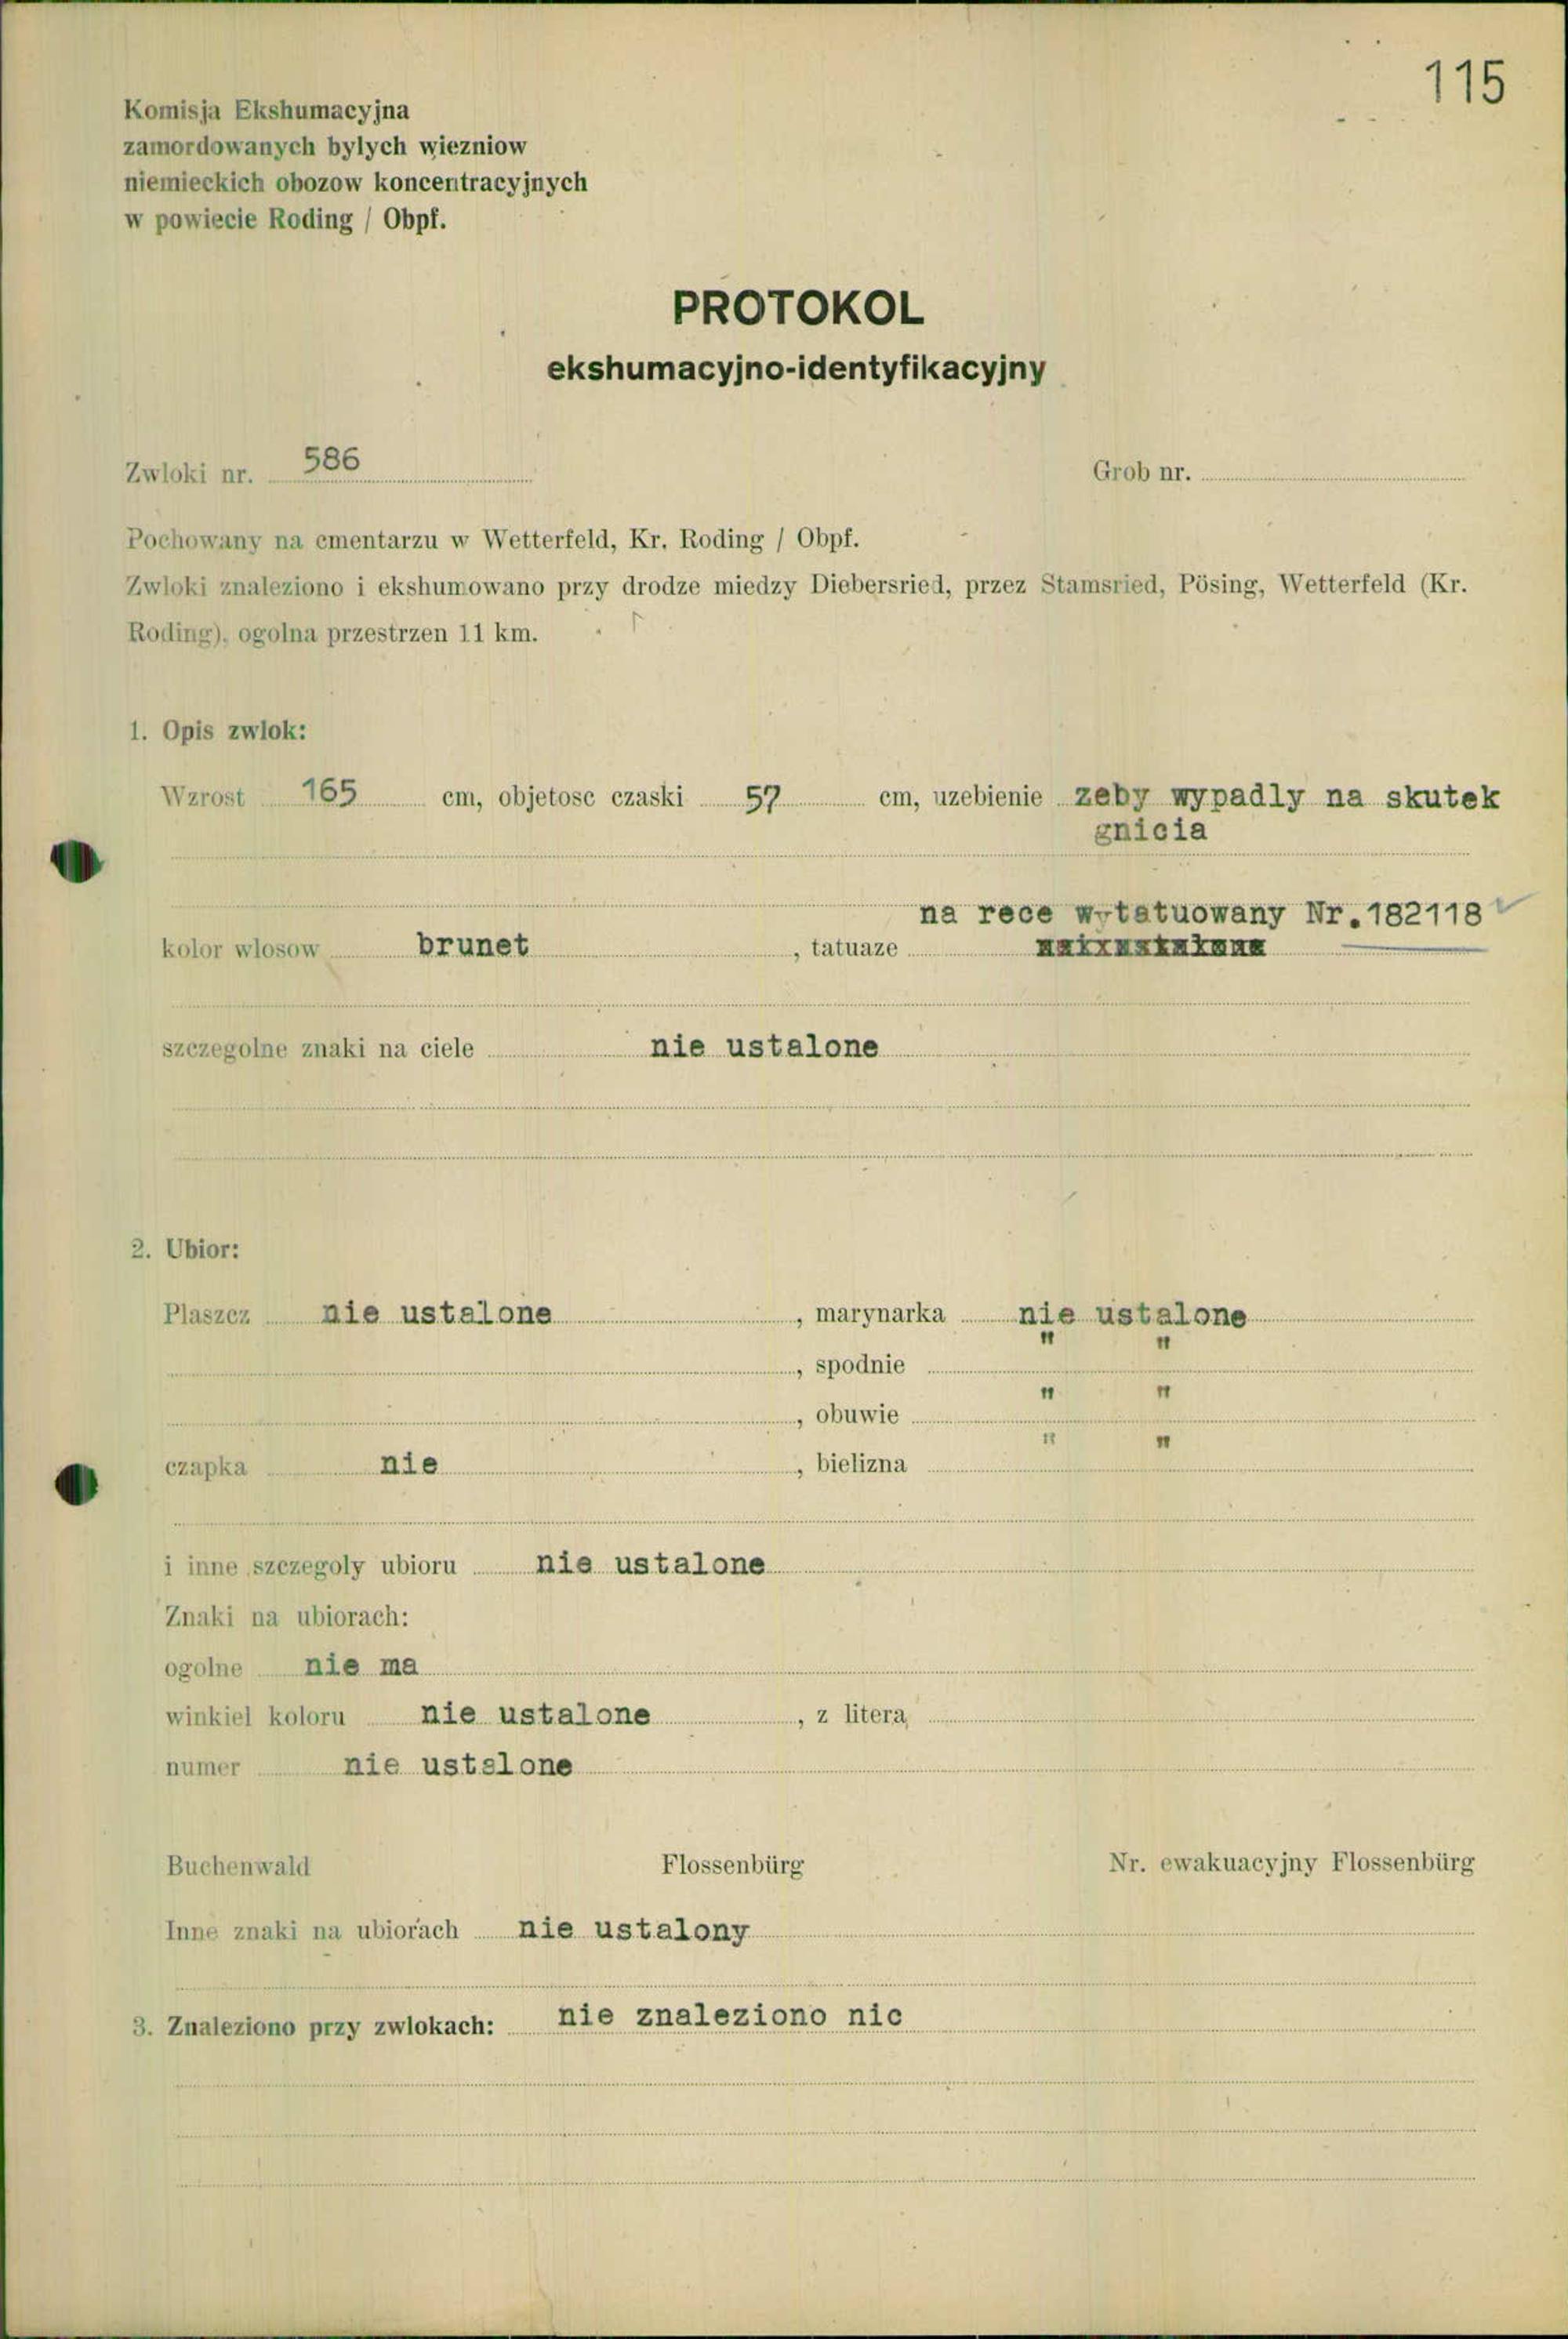 115
Komisja Ekshumacyjna
zamordowanych bylych wiezniow
niemieckich obozow koncentracyjnych
w powiecie Roding / Obpf.
PROTOKOL
ekshumacyjno-identyfikacyjny
Zwloki nr. 586 Grob nr.
Pochowany na cmentarzu w Wetterfeld, Kr. Roding / Obpf.
Zwloki znaleziono i ekshumowano przy drodze miedzy Diebersried, przez Stamsried, Pösing, Wetterfeld (Kr.
Roding), ogolna przestrzen 11 km.
1. Opis zwlok:
Wzrost 165 cm, objetosc czaski 57 cm, uzebienie zeby wypadly na skutek
gnicia
na rece wytatuowany Nr.182118
kolor wlosow brunet, tatuaze
szczegolne znaki na ciele nie ustalone
2. Ubior:
Plaszcz nie ustalone, marynarka nie ustalone
, spodnie " "
, obuwie " "
czapka nie, bielizna " "
i inne szczegoly ubioru nie ustalone
Znaki na ubiorach:
ogolne nie ma
winkiel koloru nie ustalone, z litera
numer nie ustalone
Buchenwald Flossenbürg Nr. ewakuacyjny Flossenbürg
Inne znaki na ubiorach nie ustalony
3. Znaleziono przy zwlokach: nie znaleziono nic